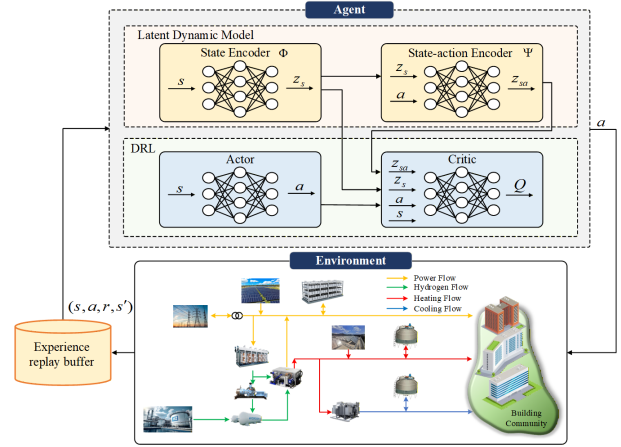 Agent
Latent Dynamic Model
State Encoder Φ
State-action Encoder Ψ
s
z_s
z_s
a
z_sa
DRL
Actor
Critic
s
a
z_sa
z_s
a
s
Q
a
Environment
Power Flow
Hydrogen Flow
Heating Flow
Cooling Flow
(s, a, r, s′)
Experience
replay buffer
Building
Community